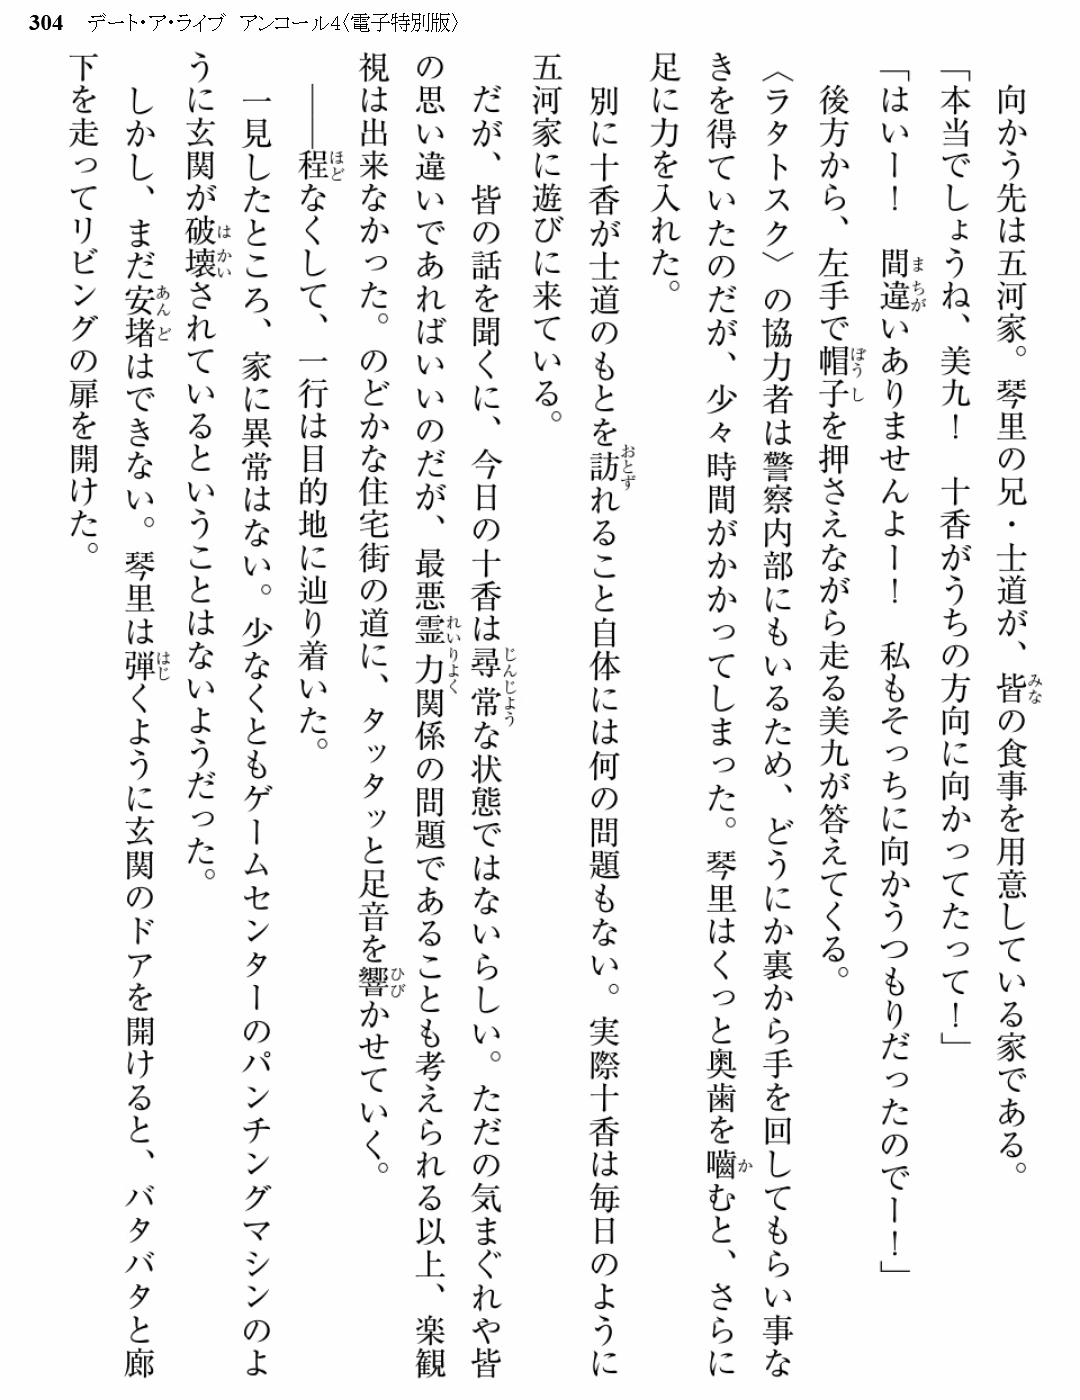 304 デート・ア・ライブ アンコール4〈電子特別版〉
向かう先は五河家。琴里の兄・士道が、皆の食事を用意している家である。
「本当でしょうね、美九！　十香がうちの方向に向かってたって！」
「はいー！　間違いありませんよー！　私もそっちに向かうつもりだったのでー！」
後方から、左手で帽子を押さえながら走る美九が答えてくる。
〈ラタトスク〉の協力者は警察内部にもいるため、どうにか裏から手を回してもらい事な
きを得ていたのだが、少々時間がかかってしまった。琴里はくっと奥歯を嚙むと、さらに
足に力を入れた。
別に十香が士道のもとを訪れること自体には何の問題もない。実際十香は毎日のように
五河家に遊びに来ている。
だが、皆の話を聞くに、今日の十香は尋常な状態ではないらしい。ただの気まぐれや皆
の思い違いであればいいのだが、最悪霊力関係の問題であることも考えられる以上、楽観
視は出来なかった。のどかな住宅街の道に、タッタッと足音を響かせていく。
――程なくして、一行は目的地に辿り着いた。
一見したところ、家に異常はない。少なくともゲームセンターのパンチングマシンのよ
うに玄関が破壊されているということはないようだった。
しかし、まだ安堵はできない。琴里は弾くように玄関のドアを開けると、バタバタと廊
下を走ってリビングの扉を開けた。